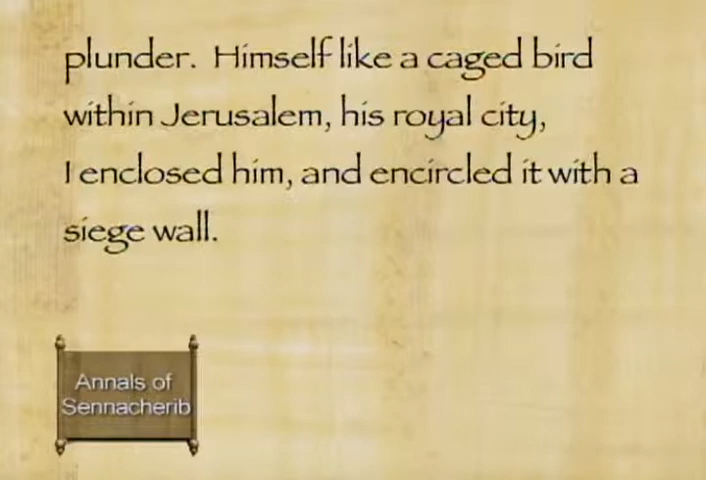 plunder. Himself like a caged bird
within Jerusalem, his royal city,
I enclosed him, and encircled it with a
siege wall.
Annals of
Sennacherib